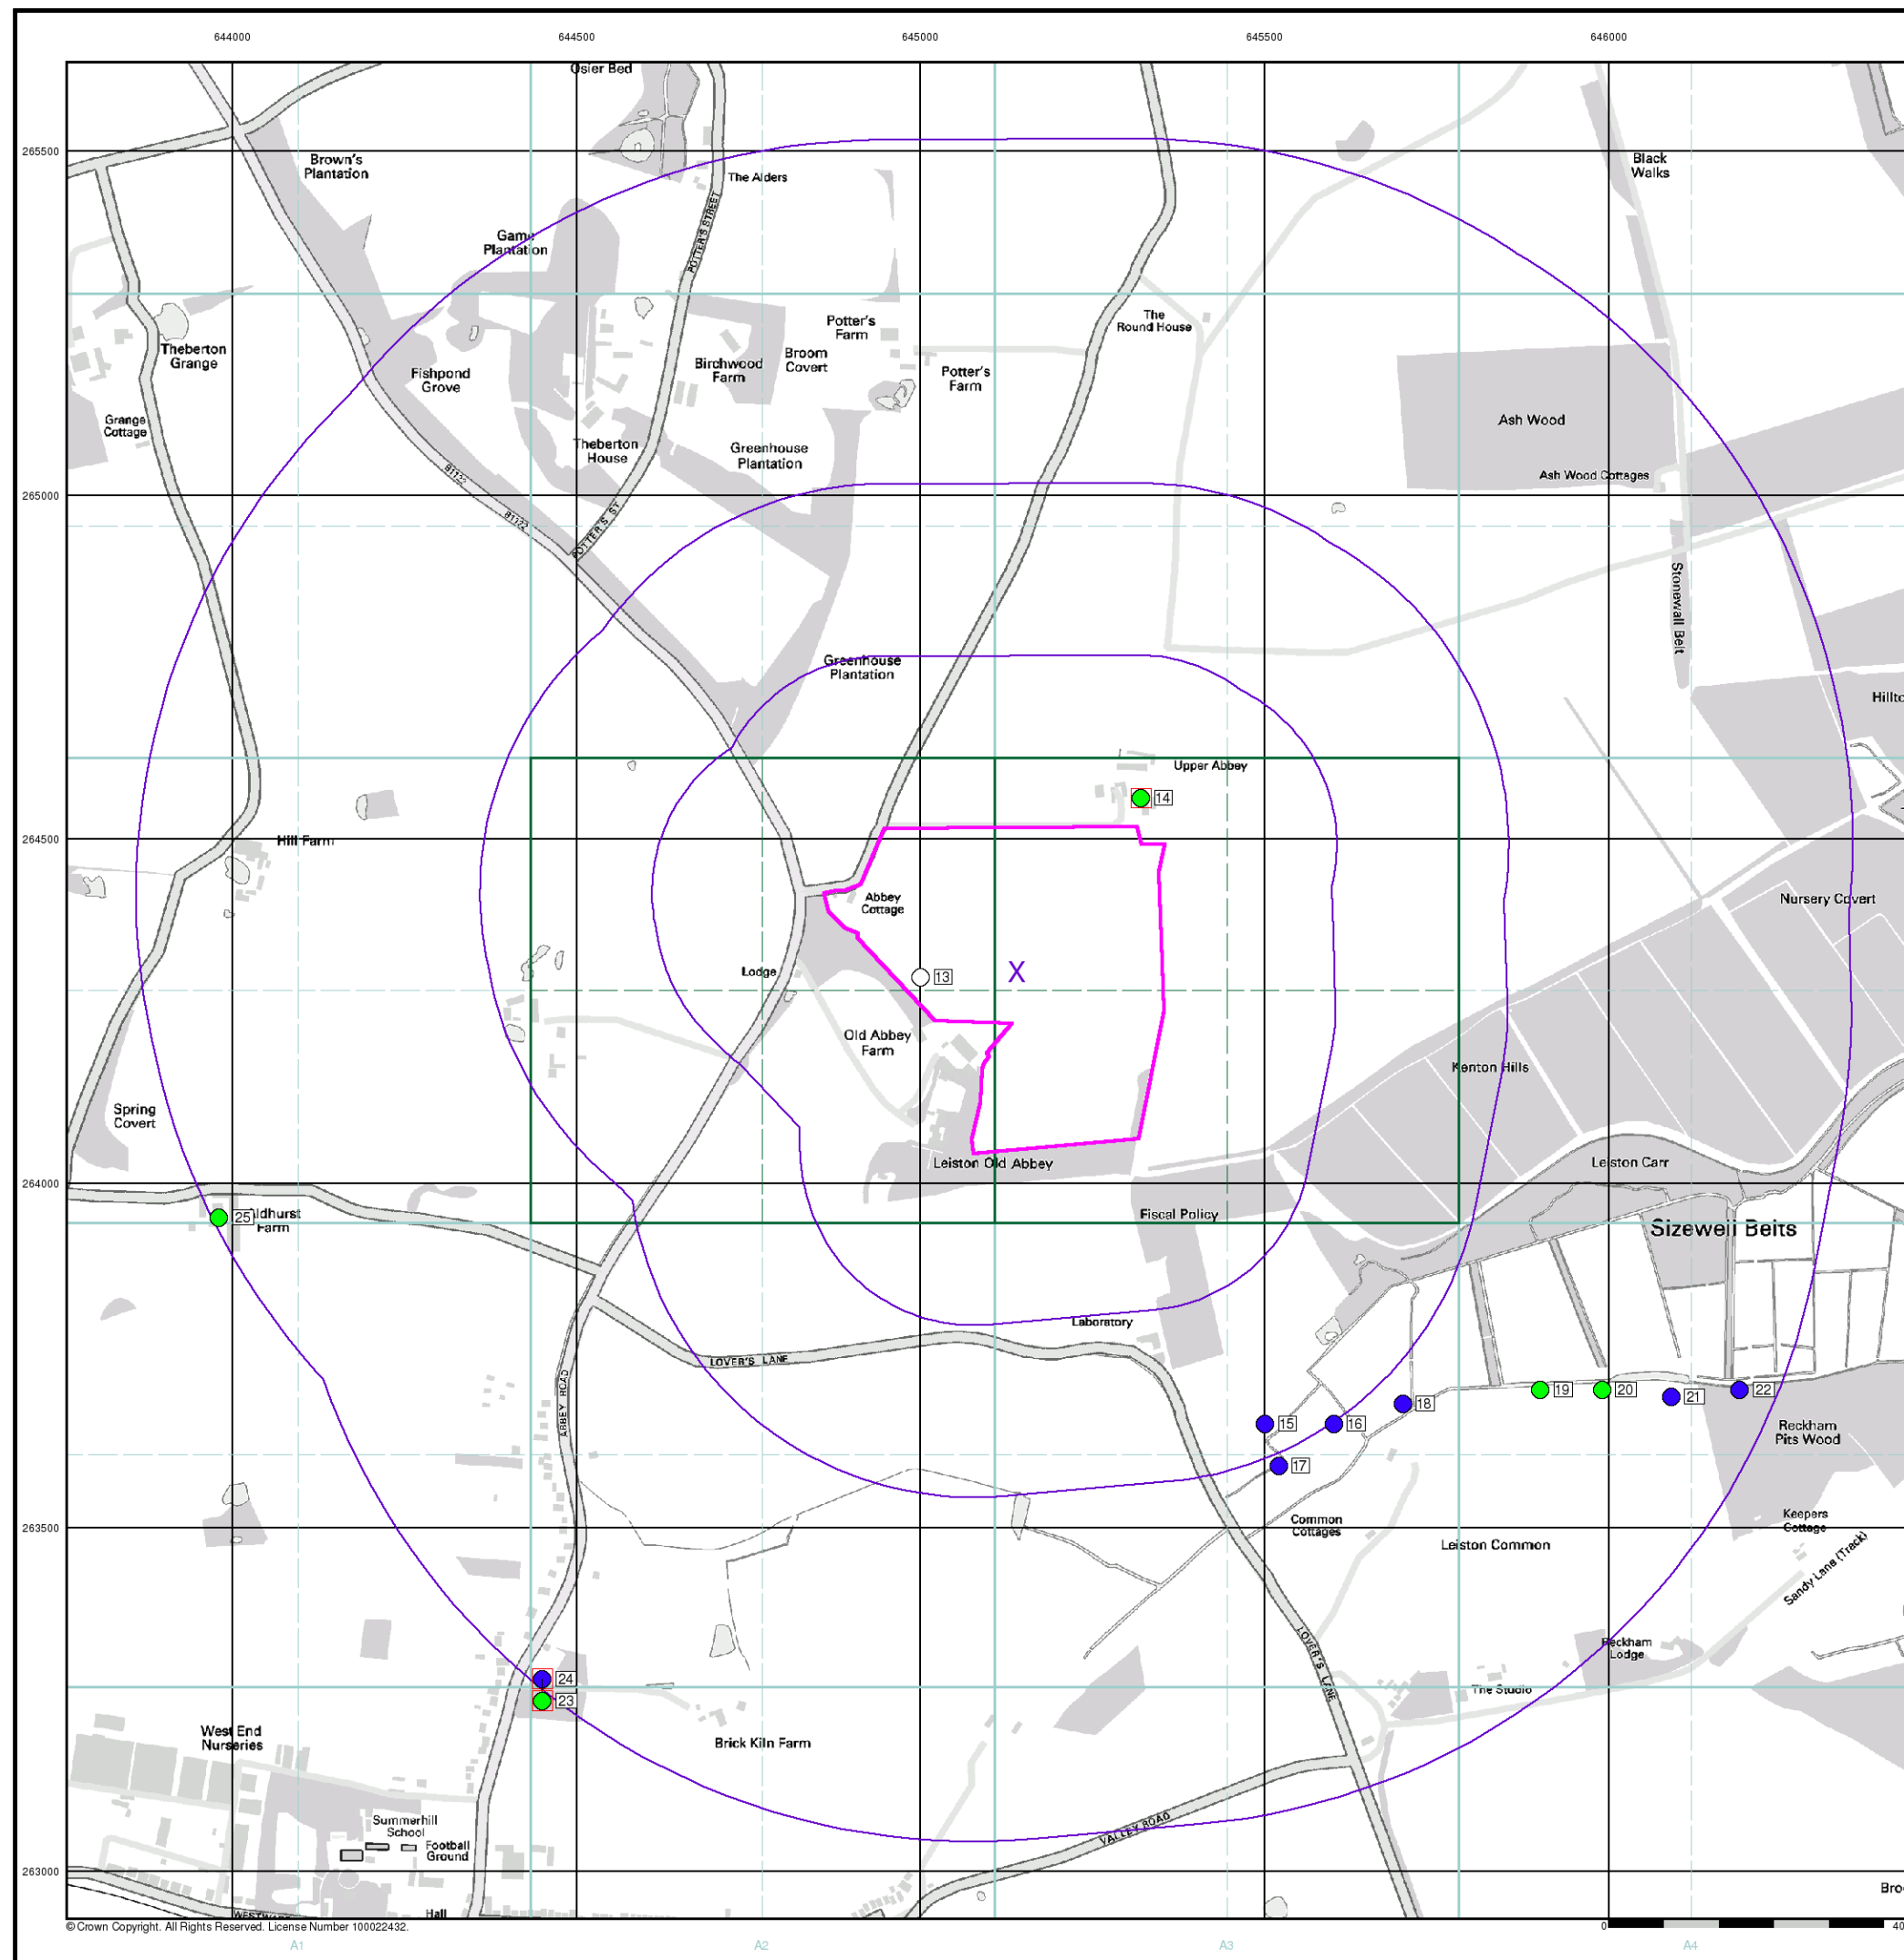 644000
644500
645000
645500
646000
Osier Bed
265500
Brown's
Plantation
The Alders
Black
Walks
POTTER'S STREET
Game
Plantation
The
Round House
Potter's
Farm
Theberton
Grange
Birchwood
Farm
Broom
Covert
Fishpond
Grove
Potter's
Farm
Grange
Cottage
Ash Wood
Theberton
House
Greenhouse
Plantation
B1122
Ash Wood Cottages
265000
B1122
POTTER'S ST
Stonewall Belt
Greenhouse
Plantation
Upper Abbey
14
264500
Hill Farm
Abbey
Cottage
Nursery Covert
Lodge
13
X
Old Abbey
Farm
Kenton Hills
Spring
Covert
Leiston Old Abbey
Leiston Carr
264000
25
Aldhurst
Farm
Fiscal Policy
Sizewell Belts
Laboratory
LOVER'S LANE
ABBEY ROAD
19
20
21
22
18
15
16
17
Reckham
Pits Wood
263500
Common
Cottages
Keepers
Cottage
Leiston Common
Sandy Lane (Track)
LOVER'S LANE
Reckham
Lodge
24
23
The Studio
West End
Nurseries
Brick Kiln Farm
Summerhill
School
Football
Ground
VALLEY ROAD
263000
Hall
© Crown Copyright. All Rights Reserved. License Number 100022432.
0
A1
A2
A3
A4